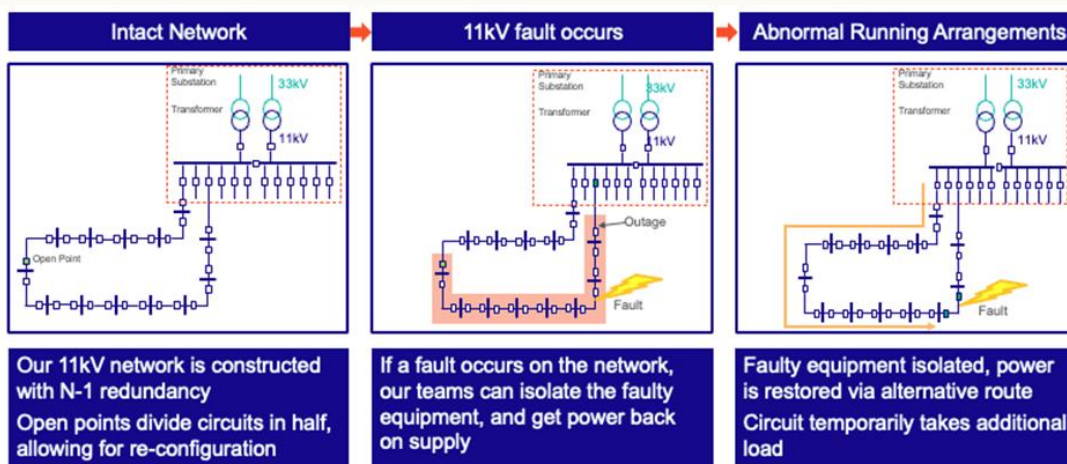 Intact Network
11kV fault occurs
Abnormal Running Arrangements
Primary
Substation
33kV
Transformer
11kV
Open Point
Primary
Substation
33kV
Transformer
11kV
Outage
Fault
Primary
Substation
33kV
Transformer
11kV
Fault
Our 11kV network is constructed
with N-1 redundancy
Open points divide circuits in half,
allowing for re-configuration
If a fault occurs on the network,
our teams can isolate the faulty
equipment, and get power back
on supply
Faulty equipment isolated, power
is restored via alternative route
Circuit temporarily takes additional
load